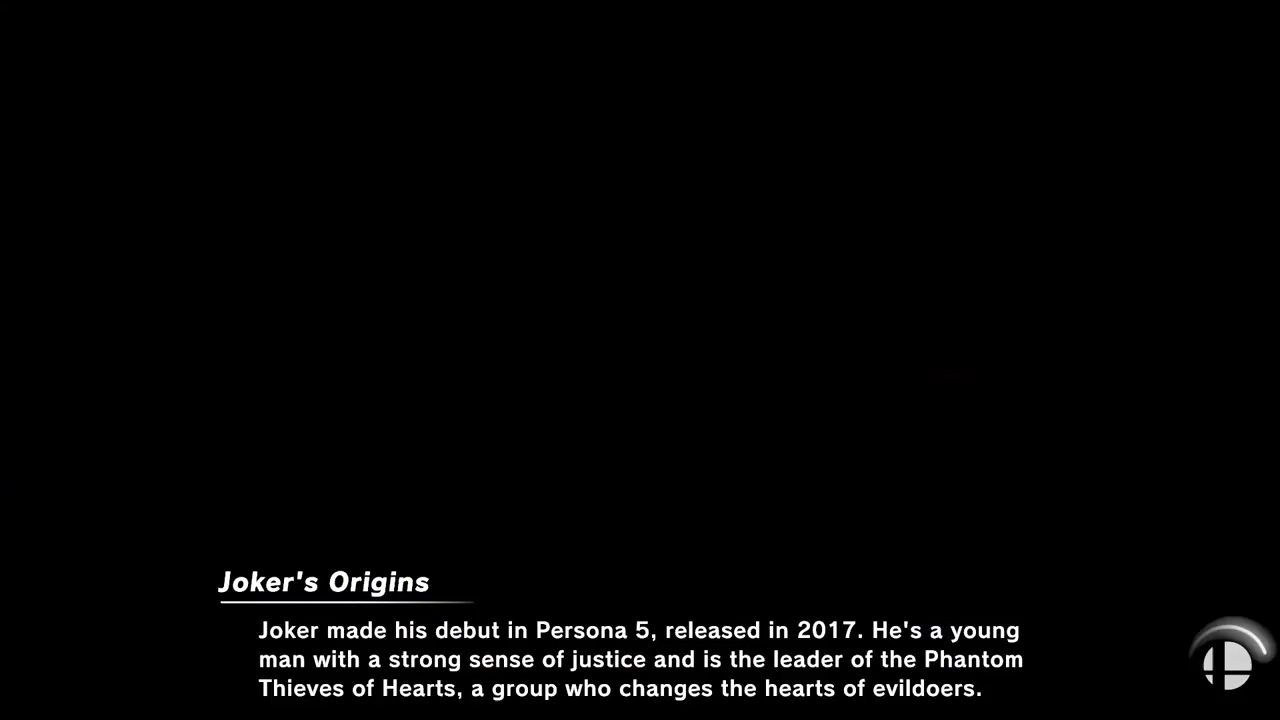 Joker's Origins
Joker made his debut in Persona 5, released in 2017. He's a young
man with a strong sense of justice and is the leader of the Phantom
Thieves of Hearts, a group who changes the hearts of evildoers.